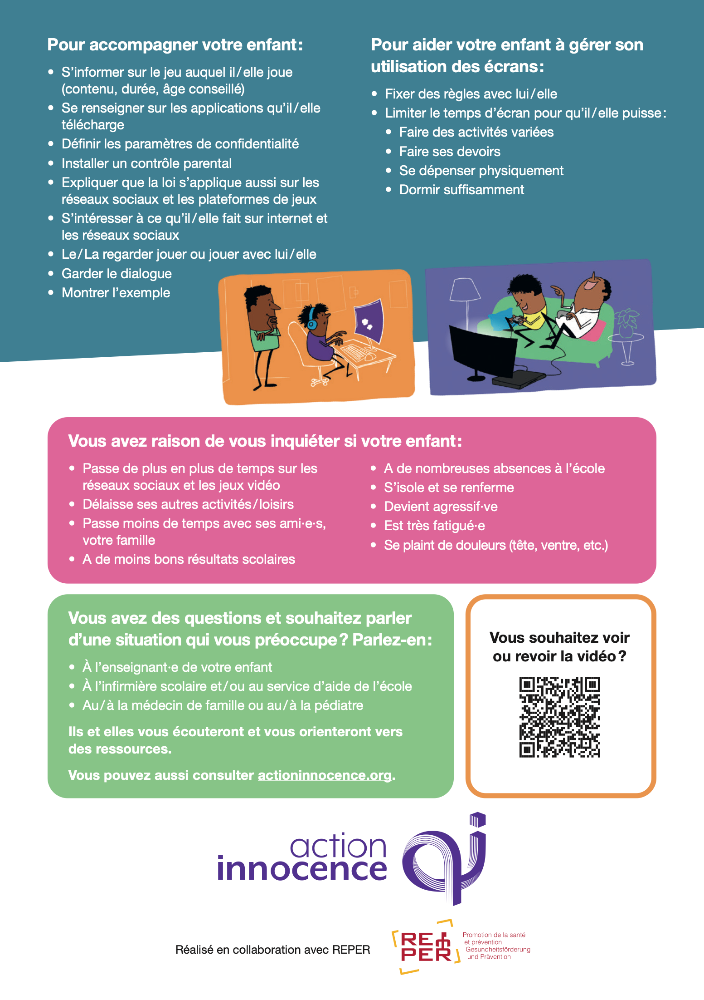 Pour accompagner votre enfant :
• S’informer sur le jeu auquel il / elle joue
(contenu, durée, âge conseillé)
• Se renseigner sur les applications qu’il / elle
télécharge
• Définir les paramètres de confidentialité
• Installer un contrôle parental
• Expliquer que la loi s’applique aussi sur les
réseaux sociaux et les plateformes de jeux
• S’intéresser à ce qu’il / elle fait sur internet et
les réseaux sociaux
• Le / La regarder jouer ou jouer avec lui / elle
• Garder le dialogue
• Montrer l’exemple
Pour aider votre enfant à gérer son
utilisation des écrans :
• Fixer des règles avec lui / elle
• Limiter le temps d’écran pour qu’il / elle puisse :
• Faire des activités variées
• Faire ses devoirs
• Se dépenser physiquement
• Dormir suffisamment
Vous avez raison de vous inquiéter si votre enfant :
• Passe de plus en plus de temps sur les
réseaux sociaux et les jeux vidéo
• Délaisse ses autres activités / loisirs
• Passe moins de temps avec ses ami·e·s,
votre famille
• A de moins bons résultats scolaires
• A de nombreuses absences à l’école
• S’isole et se renferme
• Devient agressif·ve
• Est très fatigué·e
• Se plaint de douleurs (tête, ventre, etc.)
Vous avez des questions et souhaitez parler
d’une situation qui vous préoccupe ? Parlez-en :
• À l’enseignant·e de votre enfant
• À l’infirmière scolaire et / ou au service d’aide de l’école
• Au / à la médecin de famille ou au / à la pédiatre
Ils et elles vous écouteront et vous orienteront vers
des ressources.
Vous pouvez aussi consulter actioninnocence.org.
Vous souhaitez voir
ou revoir la vidéo ?
action
innocence
ai
Réalisé en collaboration avec REPER
RE
PER
Promotion de la santé
et prévention
Gesundheitsförderung
und Prävention